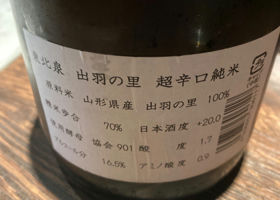 東北泉 出羽の里 超辛口純米
原料米 山形県産 出羽の里 100%
精米歩合 70% 日本酒度 +20.0
使用酵母 協会901 酸度 1.7
アルコール分 16.5% アミノ酸度 0.9